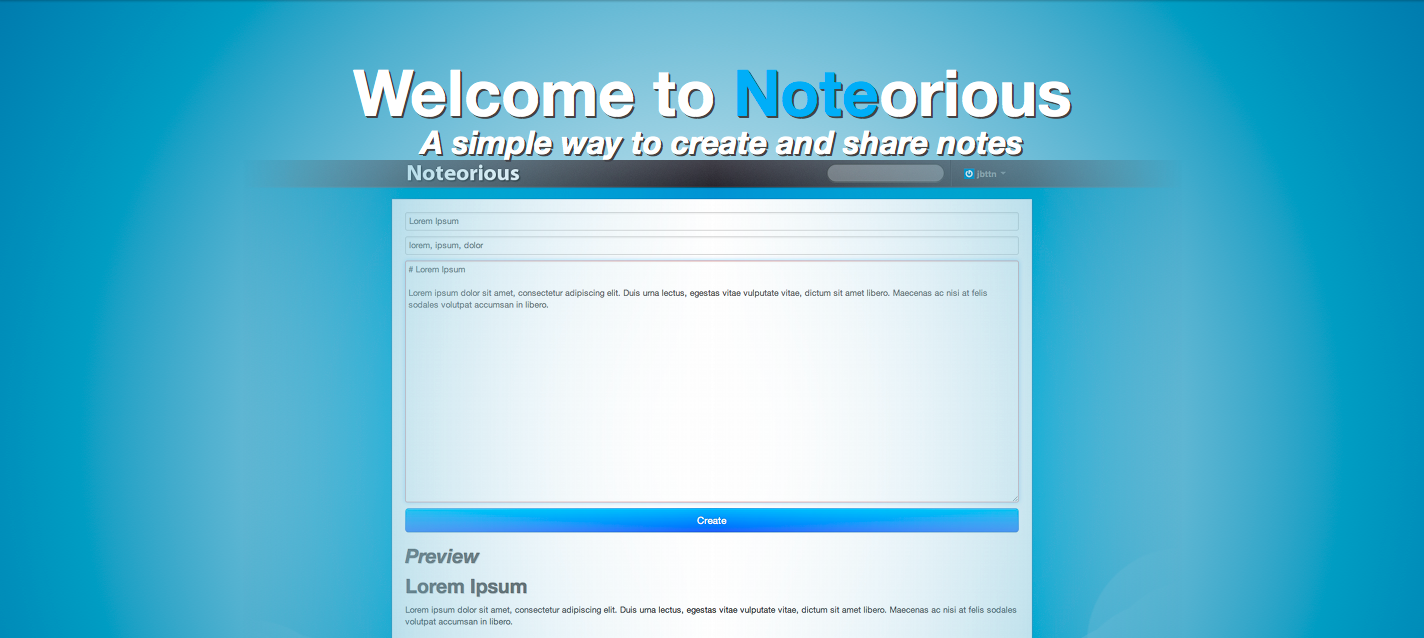 Welcome to Noteorious
A simple way to create and share notes
Noteorious
jbttn
Lorem Ipsum
lorem, ipsum, dolor
# Lorem Ipsum
Lorem ipsum dolor sit amet, consectetur adipiscing elit. Duis urna lectus, egestas vitae vulputate vitae, dictum sit amet libero. Maecenas ac nisi at felis
sodales volutpat accumsan in libero.
Create
Preview
Lorem Ipsum
Lorem ipsum dolor sit amet, consectetur adipiscing elit. Duis urna lectus, egestas vitae vulputate vitae, dictum sit amet libero. Maecenas ac nisi at felis sodales
volutpat accumsan in libero.